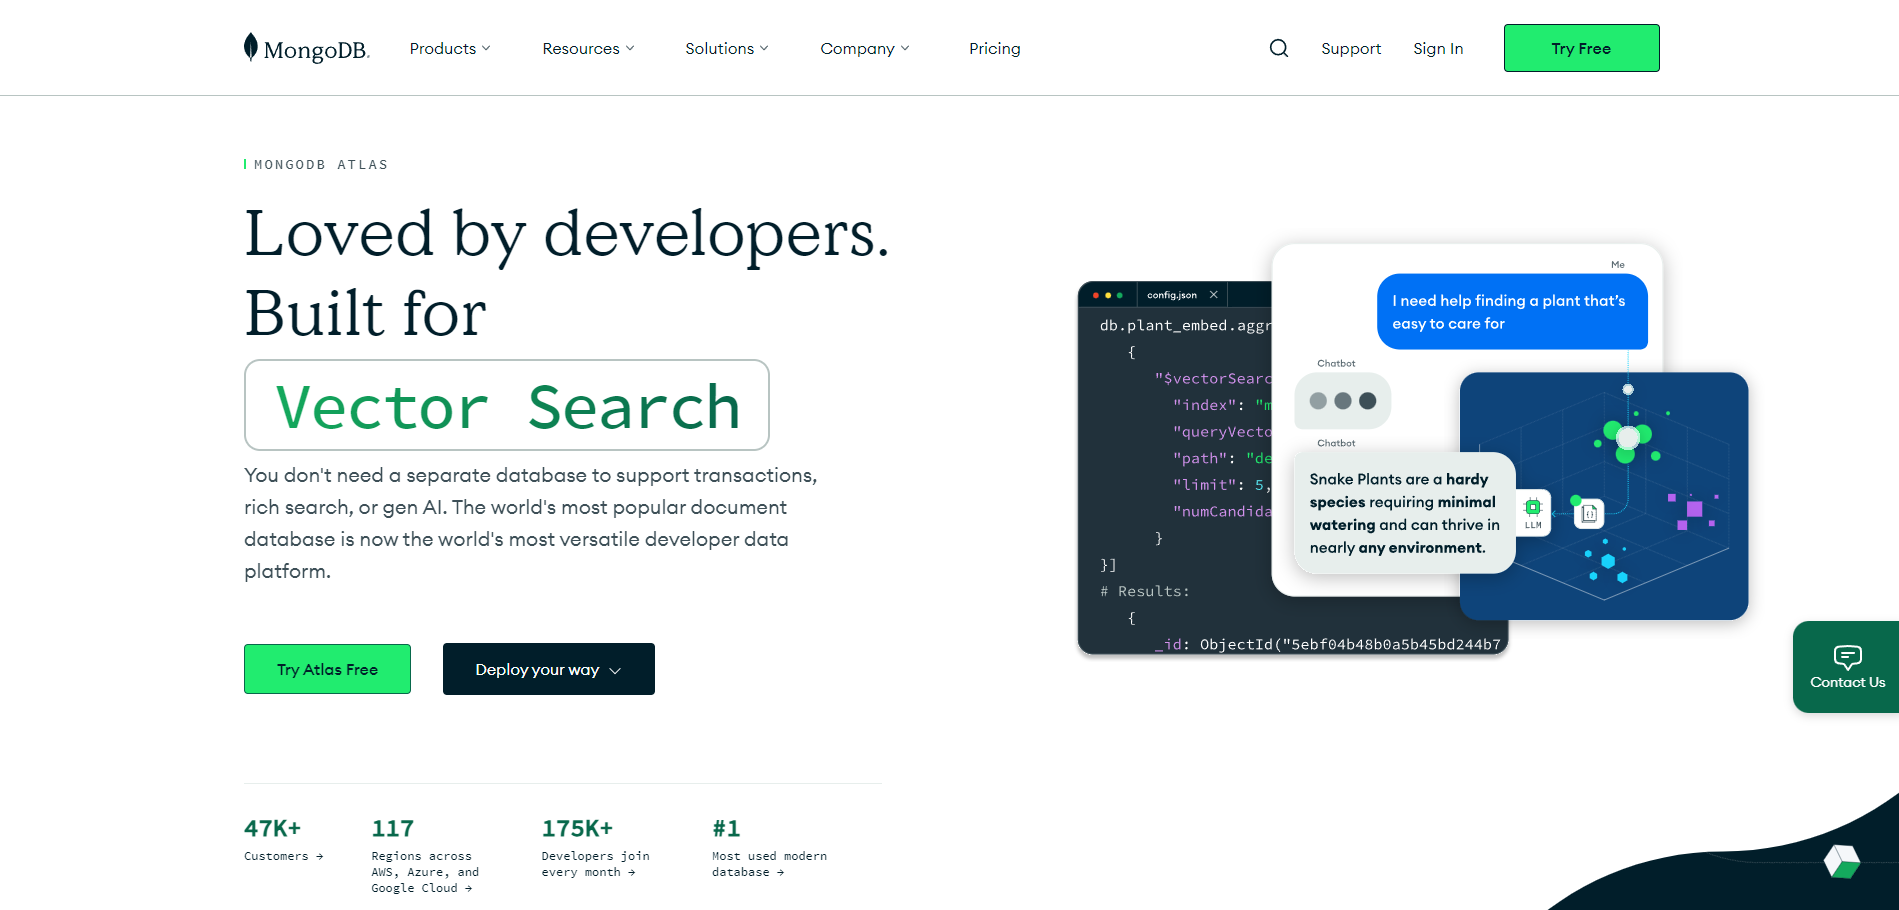 MongoDB.
Products
Resources
Solutions
Company
Pricing
Support
Sign In
Try Free
MONGODB ATLAS
Loved by developers.
Built for
Vector Search
You don't need a separate database to support transactions,
rich search, or gen AI. The world's most popular document
database is now the world's most versatile developer data
platform.
Try Atlas Free
Deploy your way
47K+
Customers →
117
Regions across
AWS, Azure, and
Google Cloud →
175K+
Developers join
every month →
#1
Most used modern
database →
config.json
db.plant_embed.aggr
{
"$vectorSearc
"index": "m
"queryVecto
"path": "de
"limit": 5,
"numCandida
}
}]
# Results:
{
_id: ObjectId("5ebf04b48b0a5b45bd244b7
Me
I need help finding a plant that's
easy to care for
Chatbot
Chatbot
Snake Plants are a hardy
species requiring minimal
watering and can thrive in
nearly any environment.
LLM
{}
Contact Us